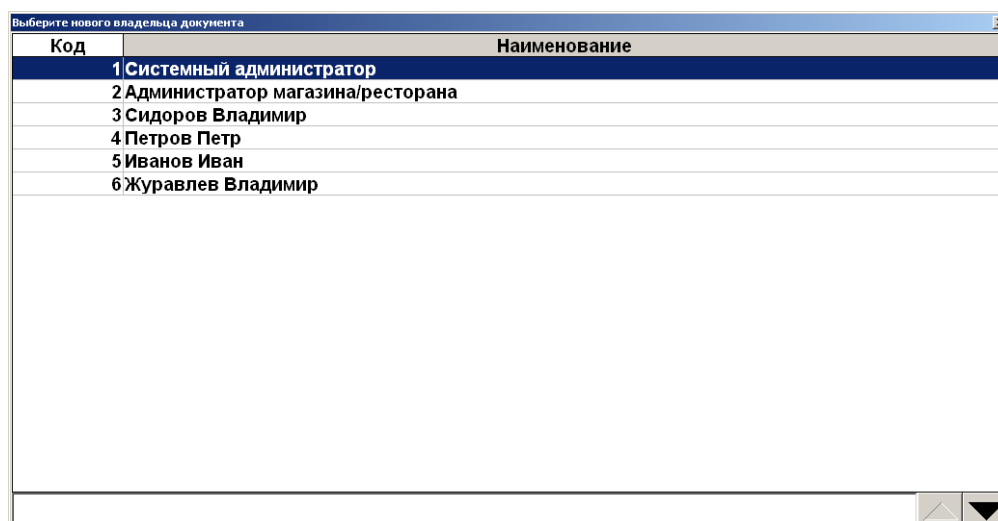 Выберите нового владельца документа
Код Наименование
1 Системный администратор
2 Администратор магазина/ресторана
3 Сидоров Владимир
4 Петров Петр
5 Иванов Иван
6 Журавлев Владимир